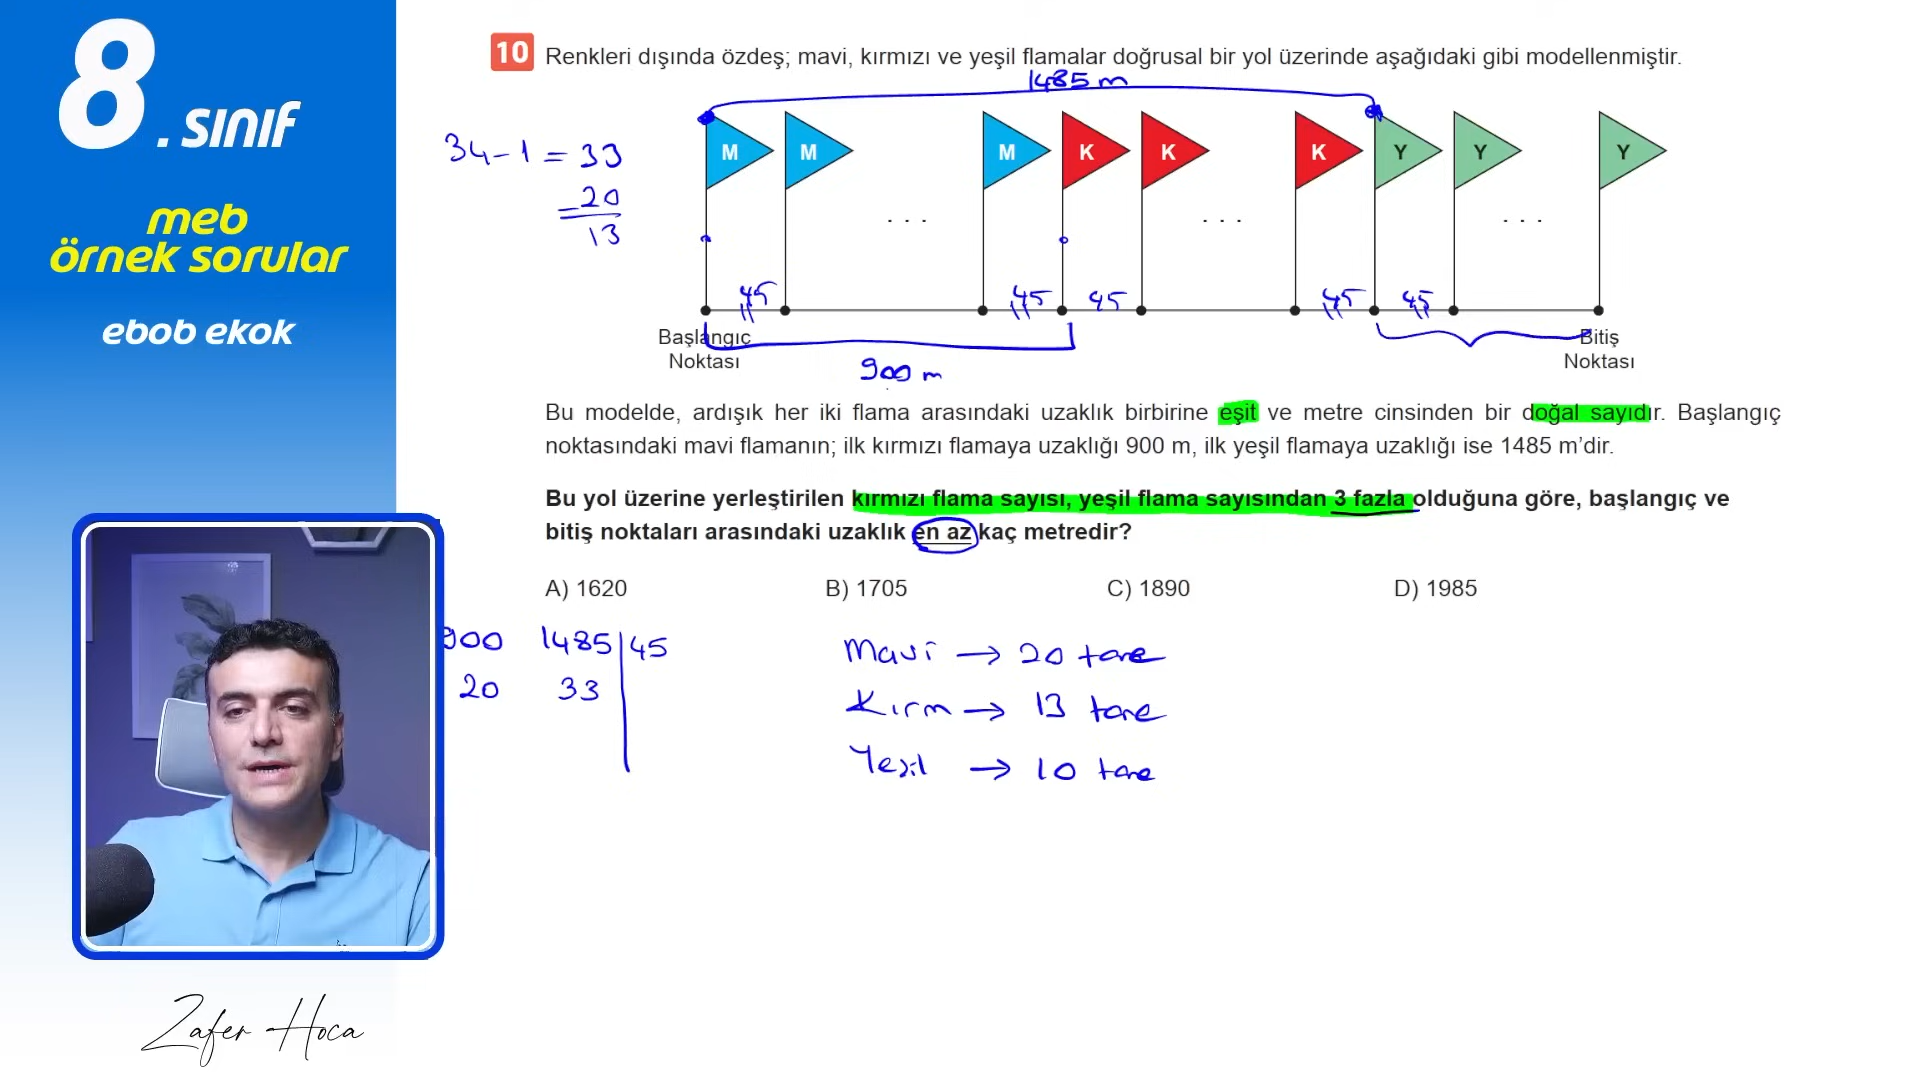 8. SINIF
meb
örnek sorular
ebob ekok
10 Renkleri dışında özdeş; mavi, kırmızı ve yeşil flamalar doğrusal bir yol üzerinde aşağıdaki gibi modellenmiştir.
1485 m
34-1 = 33
-20
13
M M M K K K Y Y Y
. . . . . . . . .
45 45 45 45 45
Başlangıç
Noktası
Bitiş
Noktası
900 m
Bu modelde, ardışık her iki flama arasındaki uzaklık birbirine eşit ve metre cinsinden bir doğal sayıdır. Başlangıç
noktasındaki mavi flamanın; ilk kırmızı flamaya uzaklığı 900 m, ilk yeşil flamaya uzaklığı ise 1485 m'dir.
Bu yol üzerine yerleştirilen kırmızı flama sayısı, yeşil flama sayısından 3 fazla olduğuna göre, başlangıç ve
bitiş noktaları arasındaki uzaklık en az kaç metredir?
A) 1620 B) 1705 C) 1890 D) 1985
900 1485 | 45
20 33
Mavi → 20 tane
Kırm → 13 tane
Yeşil → 10 tane
Zafer Hoca